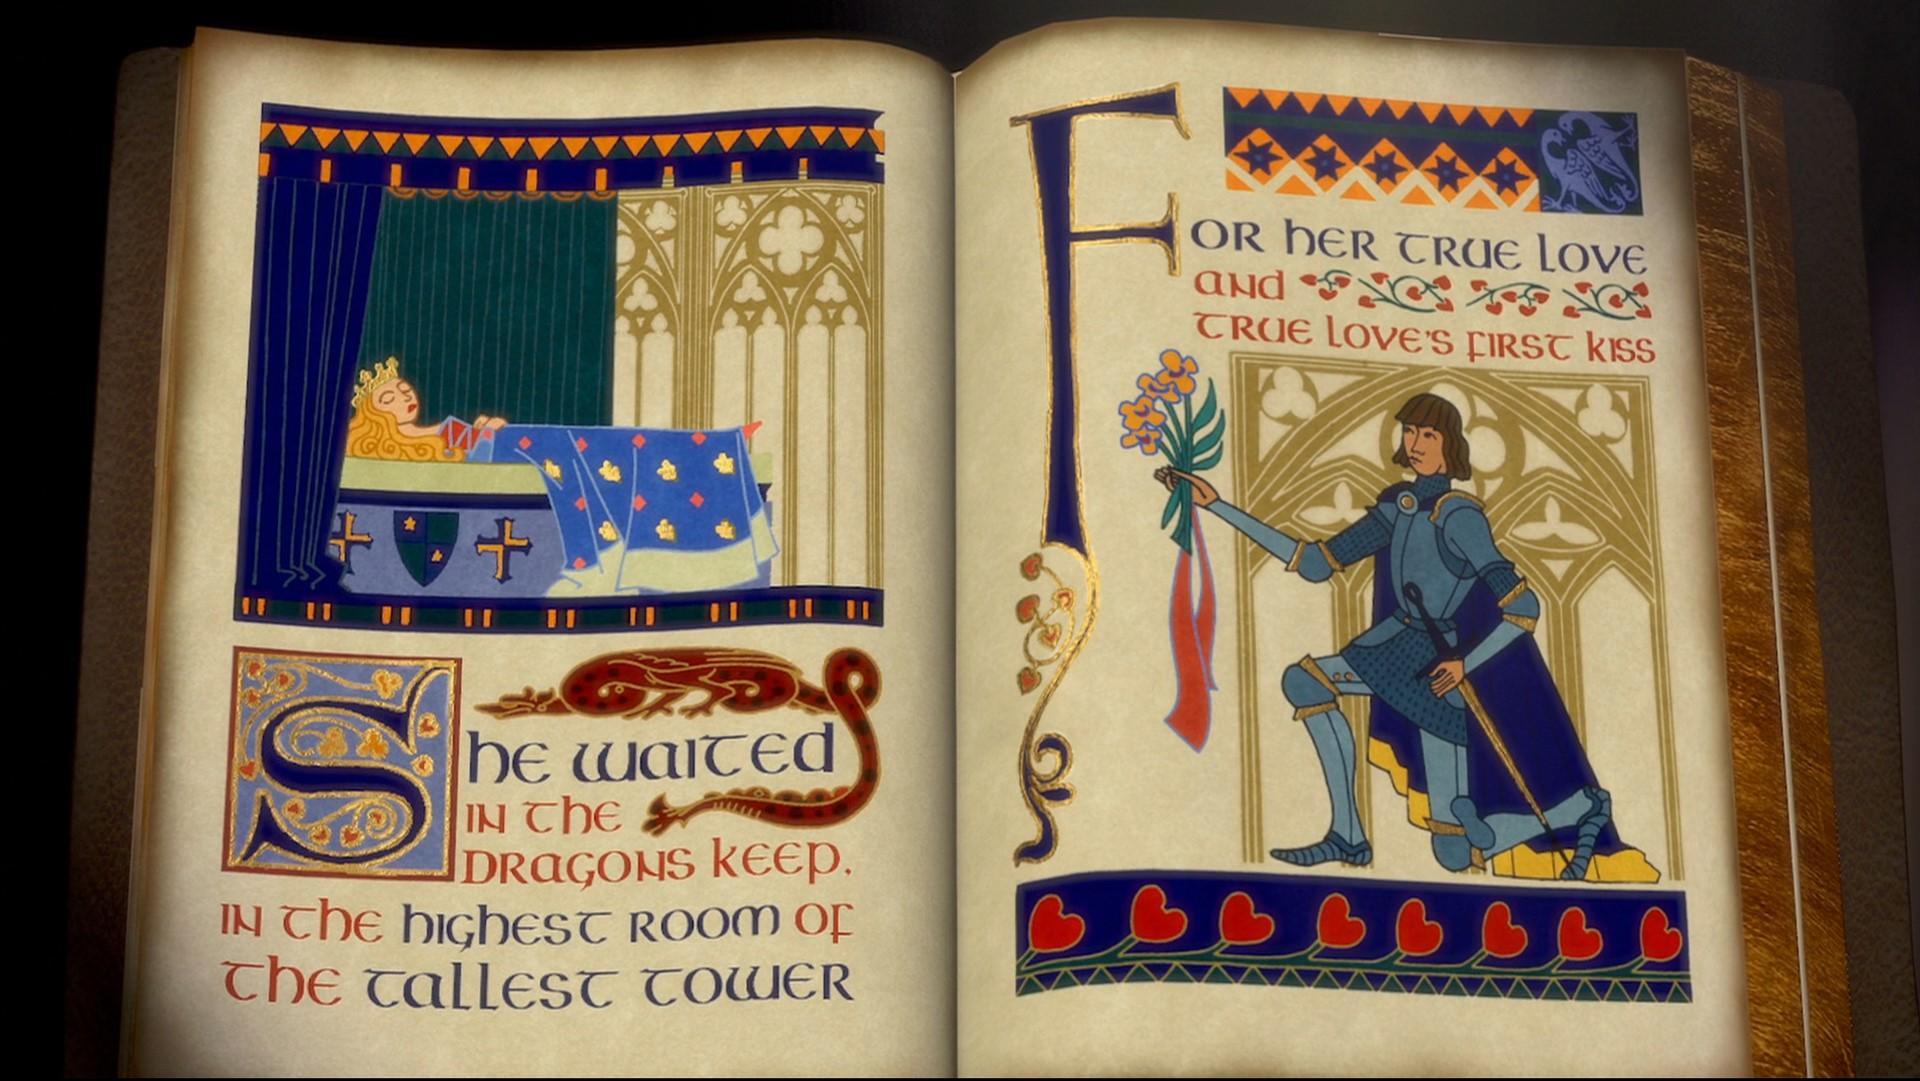 She waited
in the
dragons keep.
in the highest room of
the tallest tower
For her true love
and
true love's first kiss